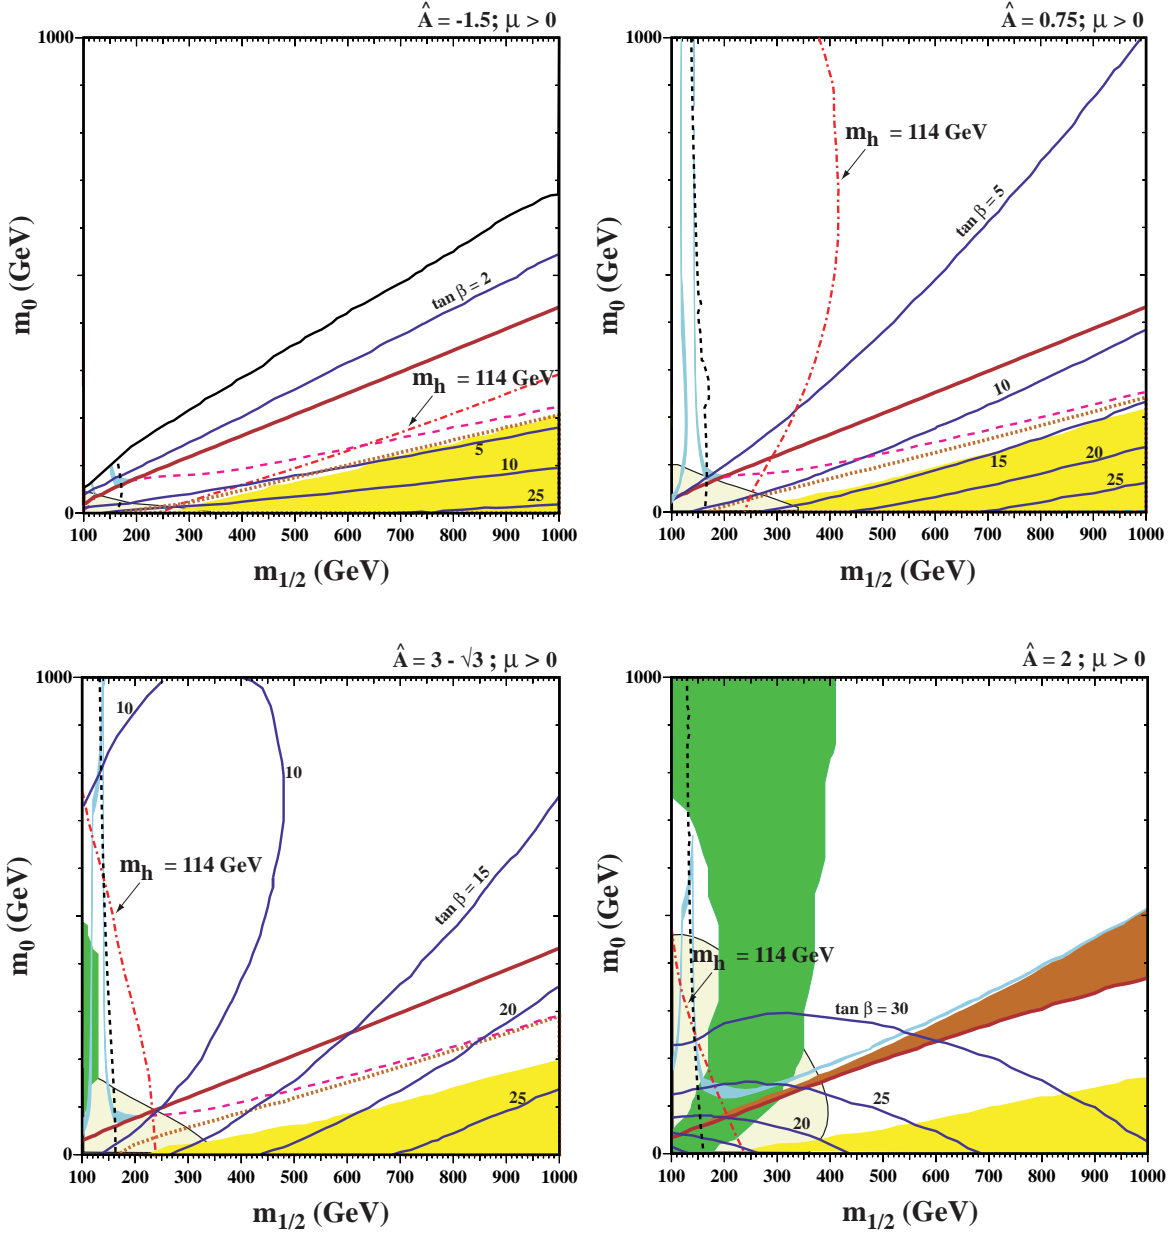 Â = -1.5; μ > 0
1000
m0 (GeV)
tan β = 2
mh = 114 GeV
5
10
25
0
100 200 300 400 500 600 700 800 900 1000
m1/2 (GeV)
Â = 0.75; μ > 0
1000
m0 (GeV)
mh = 114 GeV
tan β = 5
10
15
20
25
0
100 200 300 400 500 600 700 800 900 1000
m1/2 (GeV)
Â = 3 - √3 ; μ > 0
1000
m0 (GeV)
10
10
mh = 114 GeV
tan β = 15
20
25
0
100 200 300 400 500 600 700 800 900 1000
m1/2 (GeV)
Â = 2 ; μ > 0
1000
m0 (GeV)
mh = 114 GeV
tan β = 30
25
20
0
100 200 300 400 500 600 700 800 900 1000
m1/2 (GeV)